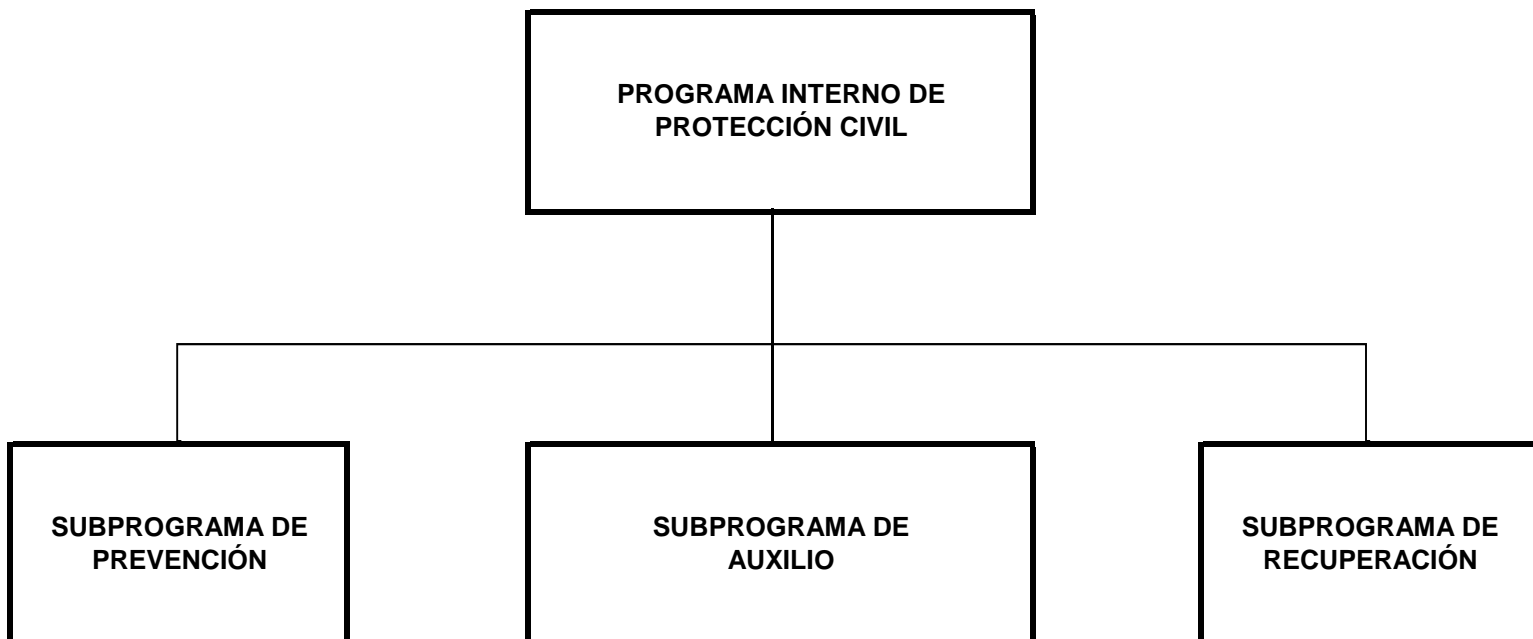 PROGRAMA INTERNO DE
PROTECCIÓN CIVIL
SUBPROGRAMA DE
PREVENCIÓN
SUBPROGRAMA DE
AUXILIO
SUBPROGRAMA DE
RECUPERACIÓN